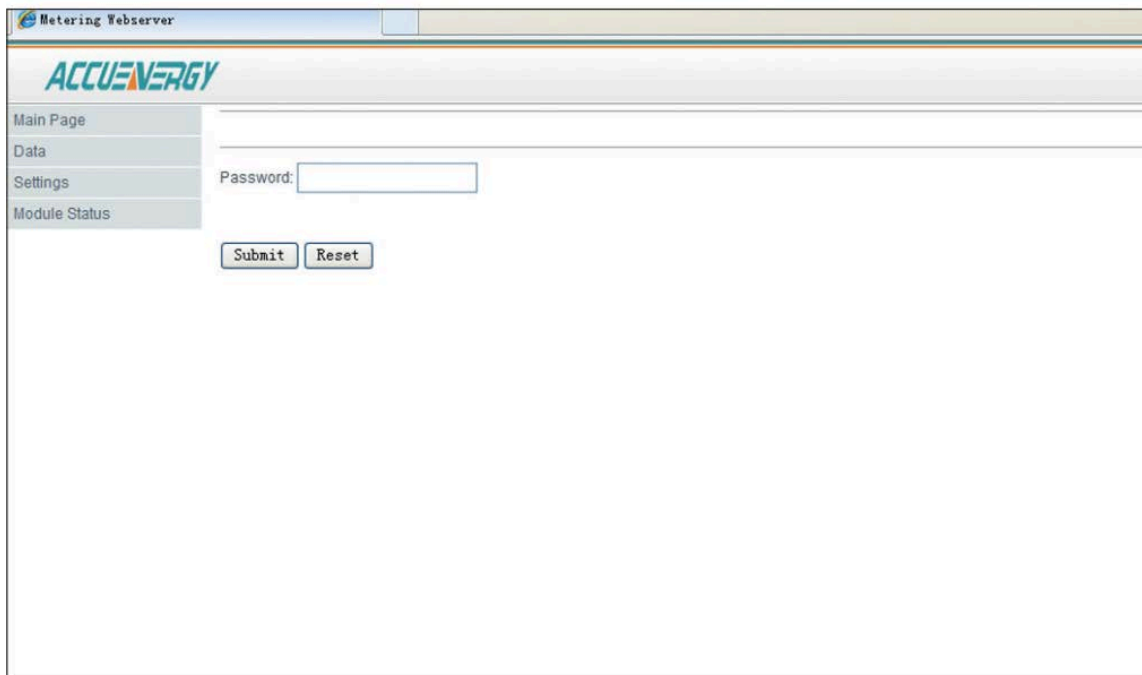 Metering Webserver
ACCUENERGY
Main Page
Data
Settings
Module Status
Password:
Submit Reset